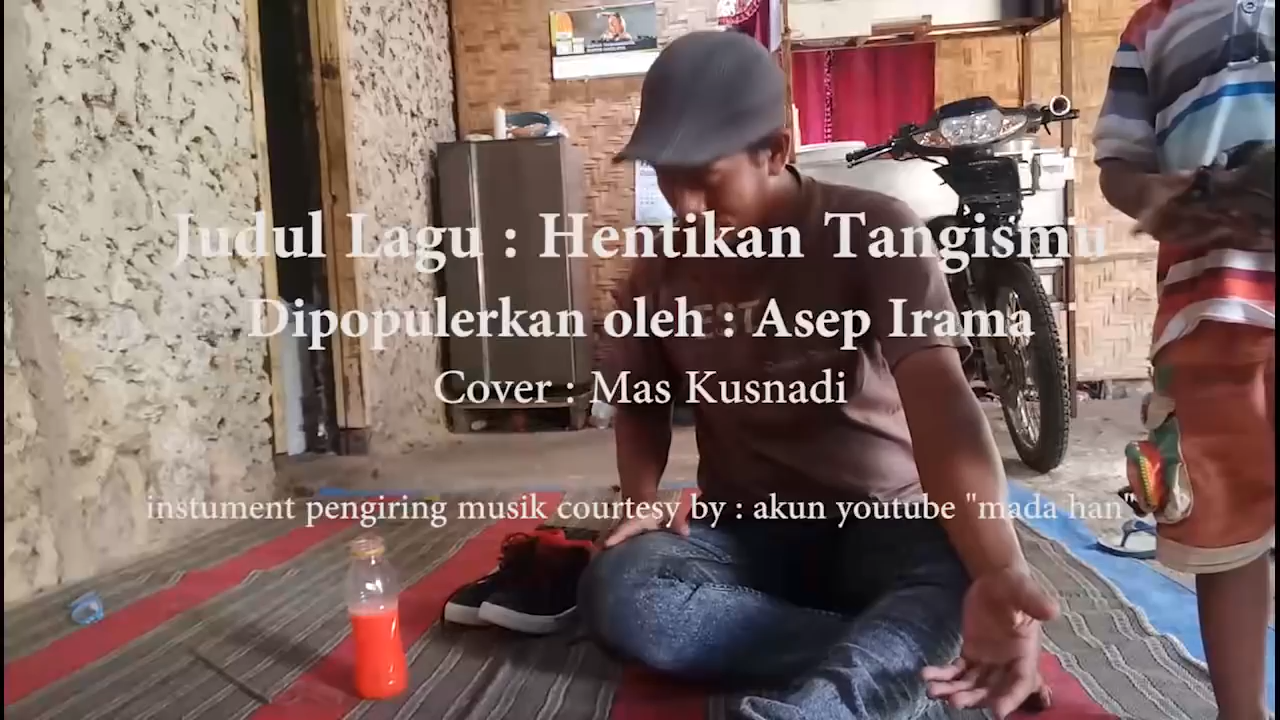 Judul Lagu : Hentikan Tangismu
Dipopulerkan oleh : Asep Irama
Cover : Mas Kusnadi
instument pengiring musik courtesy by : akun youtube "mada han"